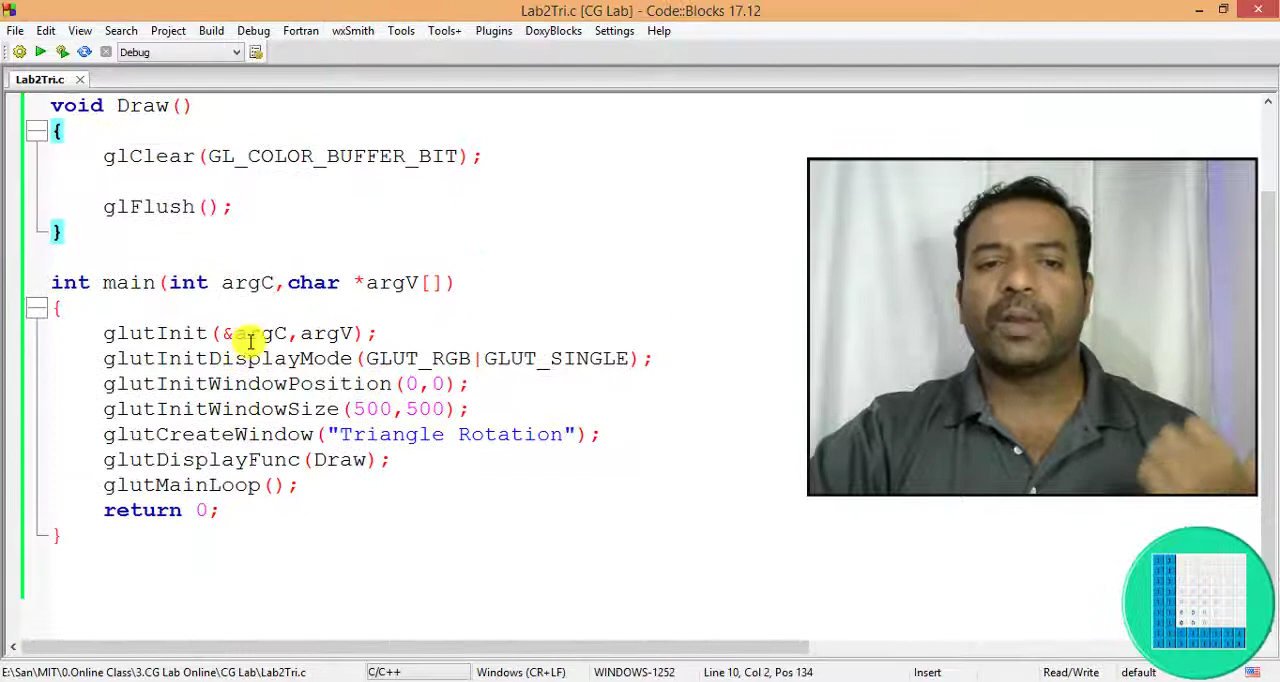 Lab2Tri.c [CG Lab] - Code::Blocks 17.12
File Edit View Search Project Build Debug Fortran wxSmith Tools Tools+ Plugins DoxyBlocks Settings Help
Debug
Lab2Tri.c
void Draw()
{
glClear(GL_COLOR_BUFFER_BIT);
glFlush();
}
int main(int argC,char *argV[])
{
glutInit(&argC,argV);
glutInitDisplayMode(GLUT_RGB|GLUT_SINGLE);
glutInitWindowPosition(0,0);
glutInitWindowSize(500,500);
glutCreateWindow("Triangle Rotation");
glutDisplayFunc(Draw);
glutMainLoop();
return 0;
}
E:\San\MIT\0.Online Class\3.CG Lab Online\CG Lab\Lab2Tri.c C/C++ Windows (CR+LF) WINDOWS-1252 Line 10, Col 2, Pos 134 Insert Read/Write default